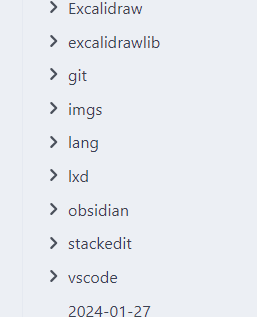 Excalidraw
excalidrawlib
git
imgs
lang
lxd
obsidian
stackedit
vscode
2024-01-27